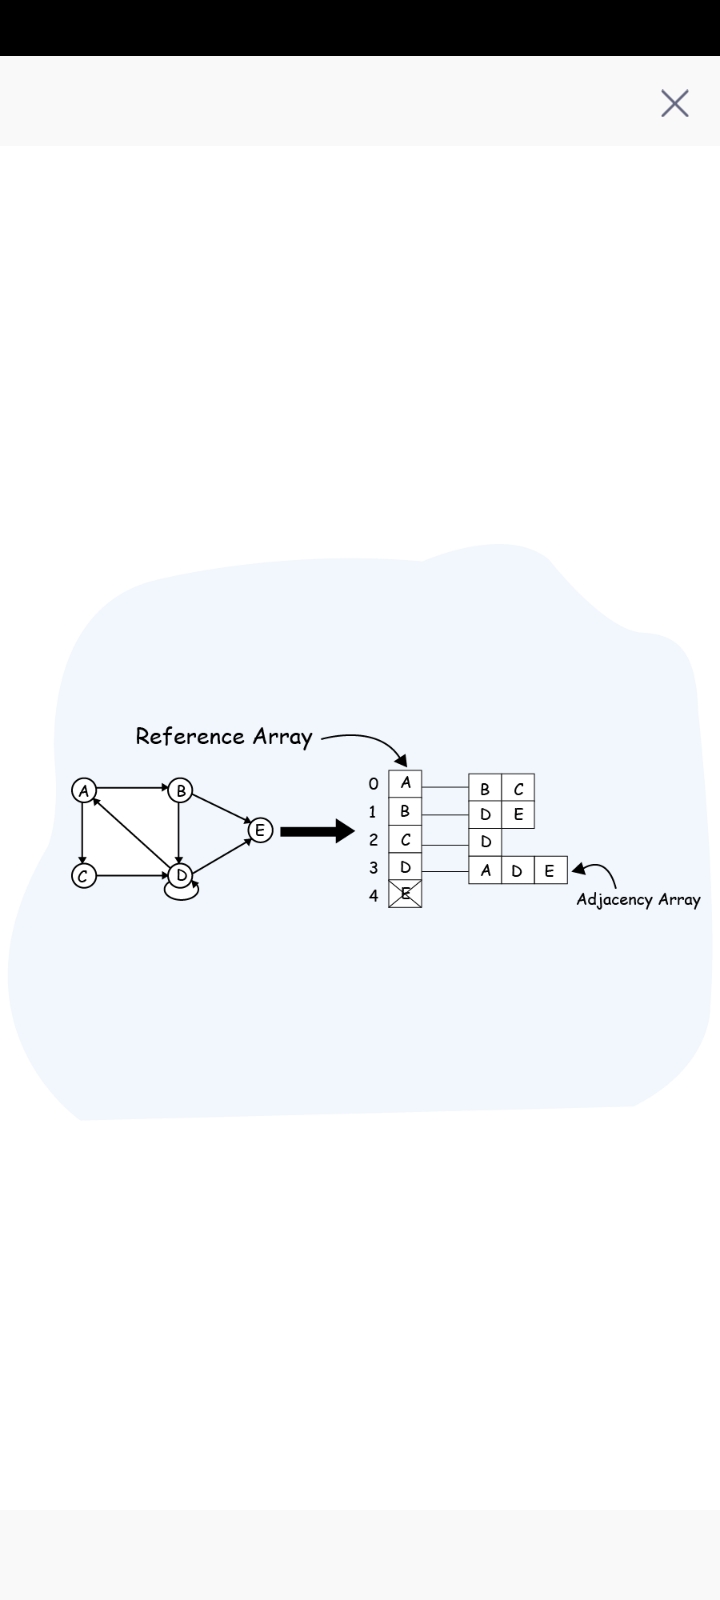 Reference Array
A B
E
C D
0 A B C
1 B D E
2 C D
3 D A D E
4 E
Adjacency Array